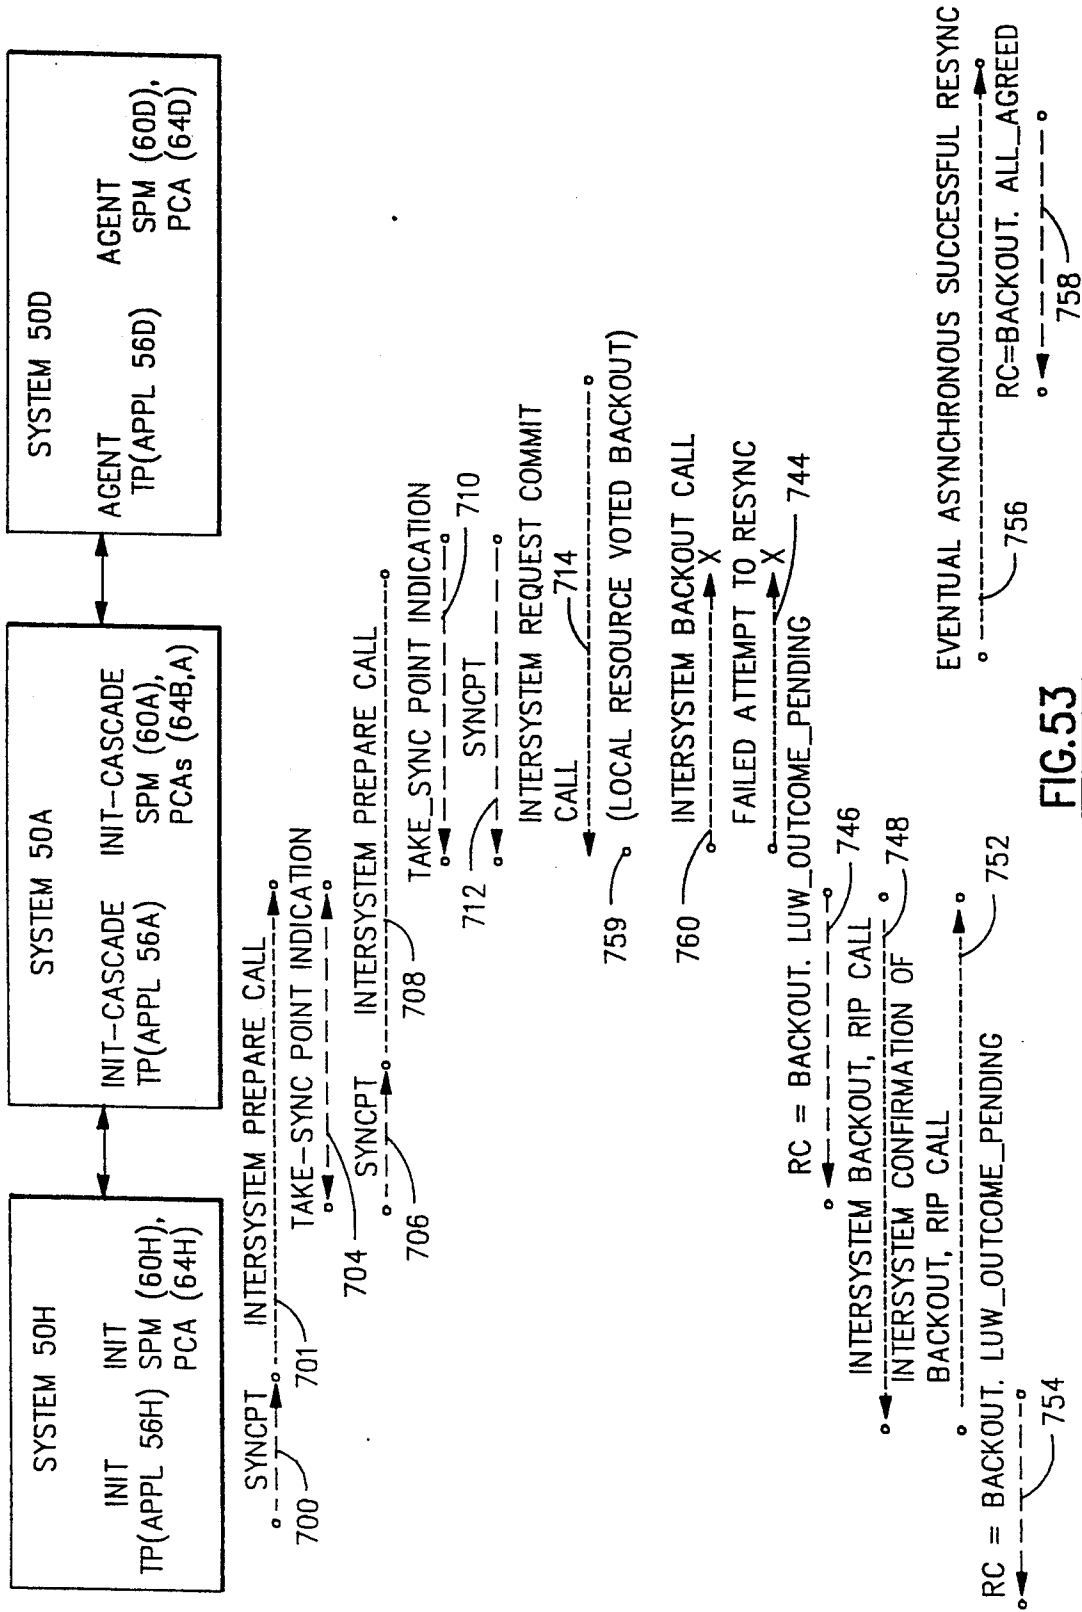 SYSTEM 50H
INIT INIT
TP(APPL 56H) SPM (60H),
PCA (64H)
SYSTEM 50A
INIT-CASCADE INIT-CASCADE
TP(APPL 56A) SPM (60A),
PCAs (64B,A)
SYSTEM 50D
AGENT AGENT
TP(APPL 56D) SPM (60D),
PCA (64D)
SYNCPT INTERSYSTEM PREPARE CALL
700
701
TAKE-SYNC POINT INDICATION
704
SYNCPT INTERSYSTEM PREPARE CALL
706
708
TAKE_SYNC POINT INDICATION
710
SYNCPT
712
INTERSYSTEM REQUEST COMMIT
CALL
714
(LOCAL RESOURCE VOTED BACKOUT)
759
INTERSYSTEM BACKOUT CALL
X
760
FAILED ATTEMPT TO RESYNC
X
744
RC = BACKOUT. LUW_OUTCOME_PENDING
746
INTERSYSTEM BACKOUT, RIP CALL
748
INTERSYSTEM CONFIRMATION OF
BACKOUT, RIP CALL
752
RC = BACKOUT. LUW_OUTCOME_PENDING
754
EVENTUAL ASYNCHRONOUS SUCCESSFUL RESYNC
756
RC=BACKOUT. ALL_AGREED
758
FIG.53